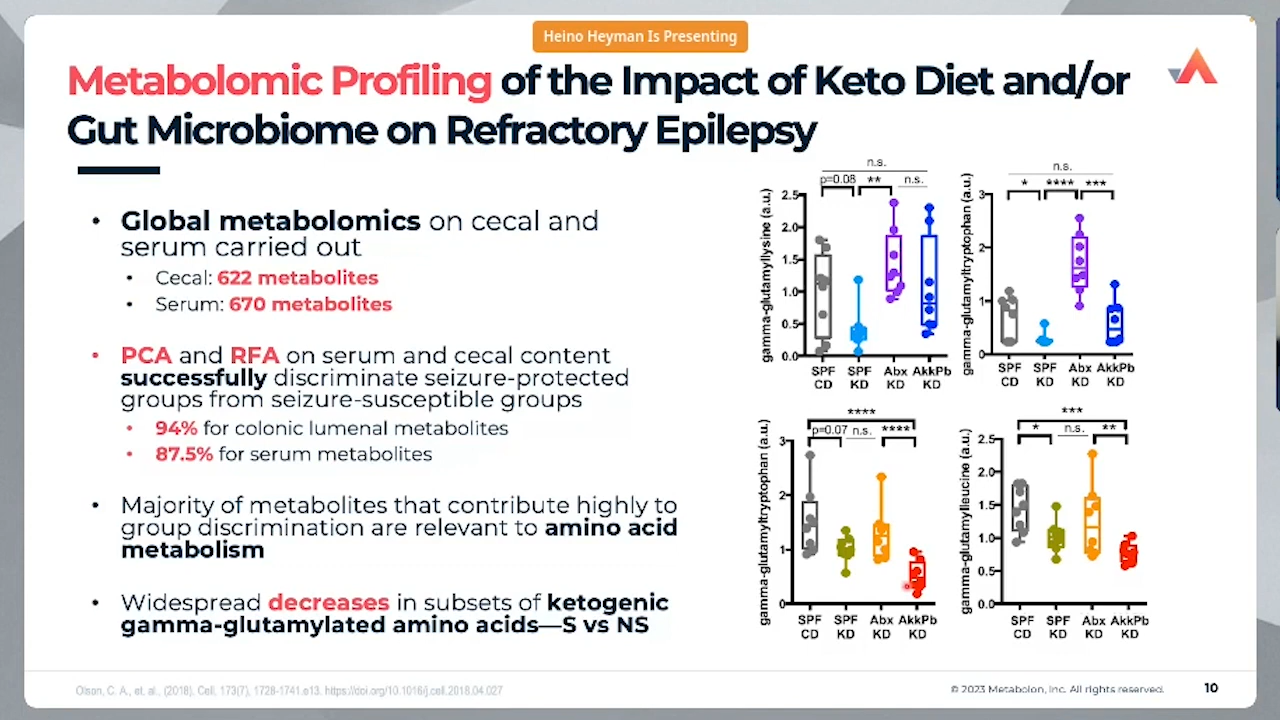 Heino Heyman Is Presenting
Metabolomic Profiling of the Impact of Keto Diet and/or
Gut Microbiome on Refractory Epilepsy
• Global metabolomics on cecal and
serum carried out
• Cecal: 622 metabolites
• Serum: 670 metabolites
• PCA and RFA on serum and cecal content
successfully discriminate seizure-protected
groups from seizure-susceptible groups
• 94% for colonic lumenal metabolites
• 87.5% for serum metabolites
• Majority of metabolites that contribute highly to
group discrimination are relevant to amino acid
metabolism
• Widespread decreases in subsets of ketogenic
gamma-glutamylated amino acids—S vs NS
n.s.
p=0.08 ** n.s.
gamma-glutamyllysine (a.u.)
2.5
2.0
1.5
1.0
0.5
0.0
SPF SPF Abx AkkPb
CD KD KD KD
n.s.
* **** ***
gamma-glutamyltryptophan (a.u.)
3
2
1
0
SPF SPF Abx AkkPb
CD KD KD KD
****
p=0.07 n.s. ****
gamma-glutamyltryptophan (a.u.)
3
2
1
0
SPF SPF Abx AkkPb
CD KD KD KD
***
* n.s. **
gamma-glutamylleucine (a.u.)
2.5
2.0
1.5
1.0
0.5
0.0
SPF SPF Abx AkkPb
CD KD KD KD
Olson, C. A., et. al., (2018). Cell, 173(7), 1728-1741.e13. https://doi.org/10.1016/j.cell.2018.04.027
© 2023 Metabolon, Inc. All rights reserved.
10